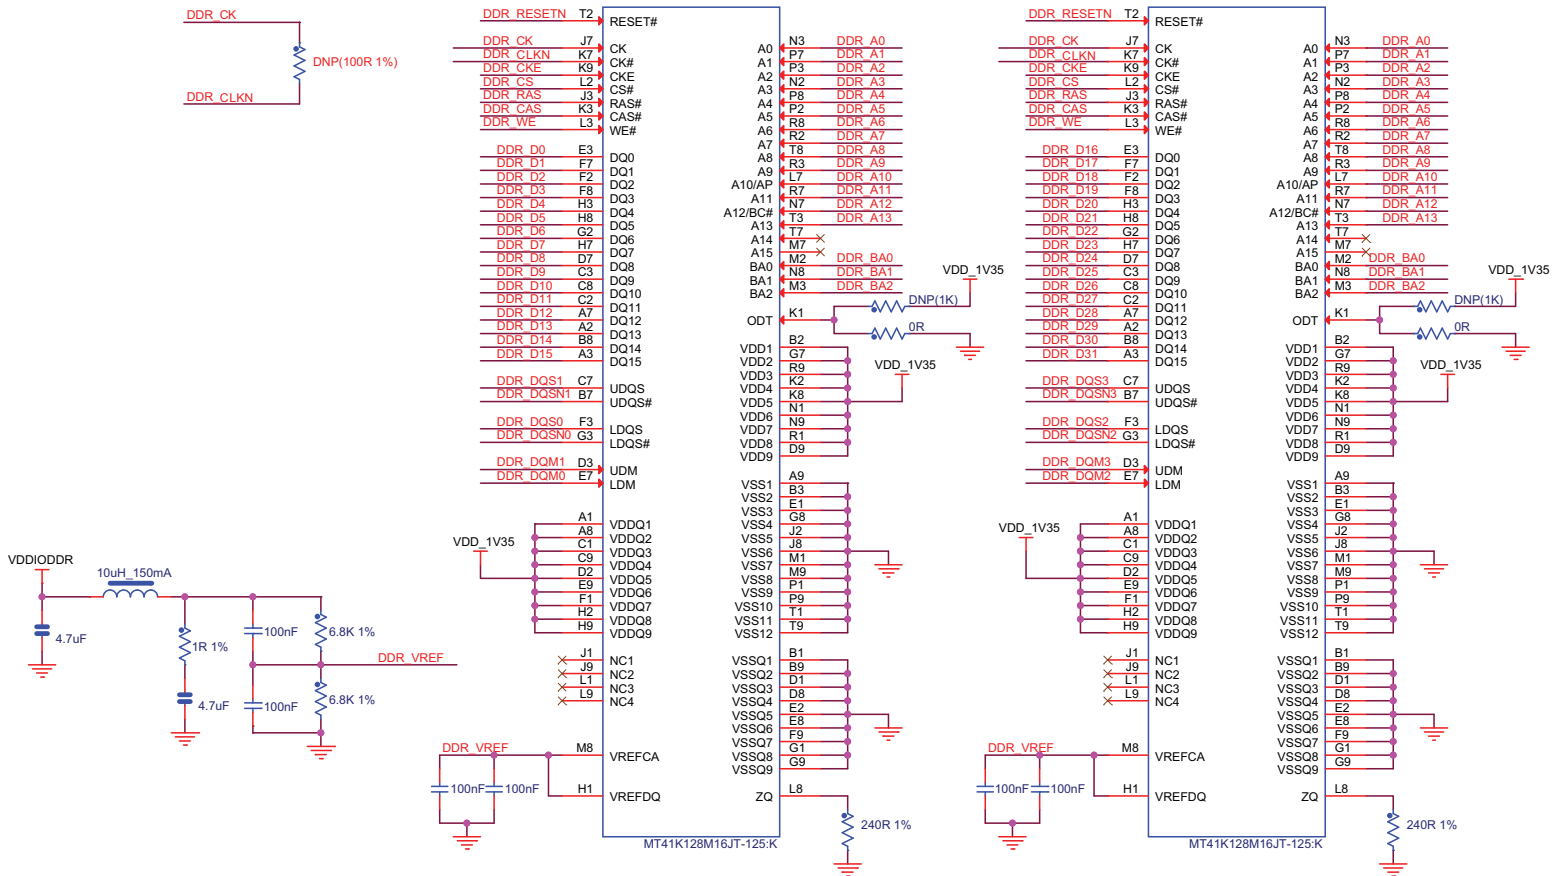 DDR_CK
DNP(100R 1%)
DDR_CLKN
VDDIODDR
10uH_150mA
4.7uF
1R 1%
4.7uF
100nF
100nF
6.8K 1%
6.8K 1%
DDR_VREF
DDR_RESETN T2 RESET#
DDR_CK J7 CK
DDR_CLKN K7 CK#
DDR_CKE K9 CKE
DDR_CS L2 CS#
DDR_RAS J3 RAS#
DDR_CAS K3 CAS#
DDR_WE L3 WE#
DDR_D0 E3 DQ0
DDR_D1 F7 DQ1
DDR_D2 F2 DQ2
DDR_D3 F8 DQ3
DDR_D4 H3 DQ4
DDR_D5 H8 DQ5
DDR_D6 G2 DQ6
DDR_D7 H7 DQ7
DDR_D8 D7 DQ8
DDR_D9 C3 DQ9
DDR_D10 C8 DQ10
DDR_D11 C2 DQ11
DDR_D12 A7 DQ12
DDR_D13 A2 DQ13
DDR_D14 B8 DQ14
DDR_D15 A3 DQ15
DDR_DQS1 C7 UDQS
DDR_DQSN1 B7 UDQS#
DDR_DQS0 F3 LDQS
DDR_DQSN0 G3 LDQS#
DDR_DQM1 D3 UDM
DDR_DQM0 E7 LDM
VDD_1V35
A1 VDDQ1
A8 VDDQ2
C1 VDDQ3
C9 VDDQ4
D2 VDDQ5
E9 VDDQ6
F1 VDDQ7
H2 VDDQ8
H9 VDDQ9
J1 NC1
J9 NC2
L1 NC3
L9 NC4
DDR_VREF M8 VREFCA
100nF 100nF
H1 VREFDQ
A0 N3 DDR_A0
A1 P7 DDR_A1
A2 P3 DDR_A2
A3 N2 DDR_A3
A4 P8 DDR_A4
A5 P2 DDR_A5
A6 R8 DDR_A6
A7 R2 DDR_A7
A8 T8 DDR_A8
A9 R3 DDR_A9
A10/AP L7 DDR_A10
A11 R7 DDR_A11
A12/BC# N7 DDR_A12
A13 T3 DDR_A13
A14 T7
A15 M7
BA0 M2 DDR_BA0
BA1 N8 DDR_BA1
BA2 M3 DDR_BA2
VDD_1V35
DNP(1K)
ODT K1
0R
VDD1 B2
VDD2 G7
VDD3 R9
VDD4 K2
VDD5 K8
VDD6 N1
VDD7 N9
VDD8 R1
VDD9 D9
VDD_1V35
VSS1 A9
VSS2 B3
VSS3 E1
VSS4 G8
VSS5 J2
VSS6 J8
VSS7 M1
VSS8 M9
VSS9 P1
VSS10 P9
VSS11 T1
VSS12 T9
VSSQ1 B1
VSSQ2 B9
VSSQ3 D1
VSSQ4 D8
VSSQ5 E2
VSSQ6 E8
VSSQ7 F9
VSSQ8 G1
VSSQ9 G9
ZQ L8
240R 1%
MT41K128M16JT-125:K
DDR_RESETN T2 RESET#
DDR_CK J7 CK
DDR_CLKN K7 CK#
DDR_CKE K9 CKE
DDR_CS L2 CS#
DDR_RAS J3 RAS#
DDR_CAS K3 CAS#
DDR_WE L3 WE#
DDR_D16 E3 DQ0
DDR_D17 F7 DQ1
DDR_D18 F2 DQ2
DDR_D19 F8 DQ3
DDR_D20 H3 DQ4
DDR_D21 H8 DQ5
DDR_D22 G2 DQ6
DDR_D23 H7 DQ7
DDR_D24 D7 DQ8
DDR_D25 C3 DQ9
DDR_D26 C8 DQ10
DDR_D27 C2 DQ11
DDR_D28 A7 DQ12
DDR_D29 A2 DQ13
DDR_D30 B8 DQ14
DDR_D31 A3 DQ15
DDR_DQS3 C7 UDQS
DDR_DQSN3 B7 UDQS#
DDR_DQS2 F3 LDQS
DDR_DQSN2 G3 LDQS#
DDR_DQM3 D3 UDM
DDR_DQM2 E7 LDM
VDD_1V35
A1 VDDQ1
A8 VDDQ2
C1 VDDQ3
C9 VDDQ4
D2 VDDQ5
E9 VDDQ6
F1 VDDQ7
H2 VDDQ8
H9 VDDQ9
J1 NC1
J9 NC2
L1 NC3
L9 NC4
DDR_VREF M8 VREFCA
100nF 100nF
H1 VREFDQ
A0 N3 DDR_A0
A1 P7 DDR_A1
A2 P3 DDR_A2
A3 N2 DDR_A3
A4 P8 DDR_A4
A5 P2 DDR_A5
A6 R8 DDR_A6
A7 R2 DDR_A7
A8 T8 DDR_A8
A9 R3 DDR_A9
A10/AP L7 DDR_A10
A11 R7 DDR_A11
A12/BC# N7 DDR_A12
A13 T3 DDR_A13
A14 T7
A15 M7
BA0 M2 DDR_BA0
BA1 N8 DDR_BA1
BA2 M3 DDR_BA2
VDD_1V35
DNP(1K)
ODT K1
0R
VDD1 B2
VDD2 G7
VDD3 R9
VDD4 K2
VDD5 K8
VDD6 N1
VDD7 N9
VDD8 R1
VDD9 D9
VDD_1V35
VSS1 A9
VSS2 B3
VSS3 E1
VSS4 G8
VSS5 J2
VSS6 J8
VSS7 M1
VSS8 M9
VSS9 P1
VSS10 P9
VSS11 T1
VSS12 T9
VSSQ1 B1
VSSQ2 B9
VSSQ3 D1
VSSQ4 D8
VSSQ5 E2
VSSQ6 E8
VSSQ7 F9
VSSQ8 G1
VSSQ9 G9
ZQ L8
240R 1%
MT41K128M16JT-125:K